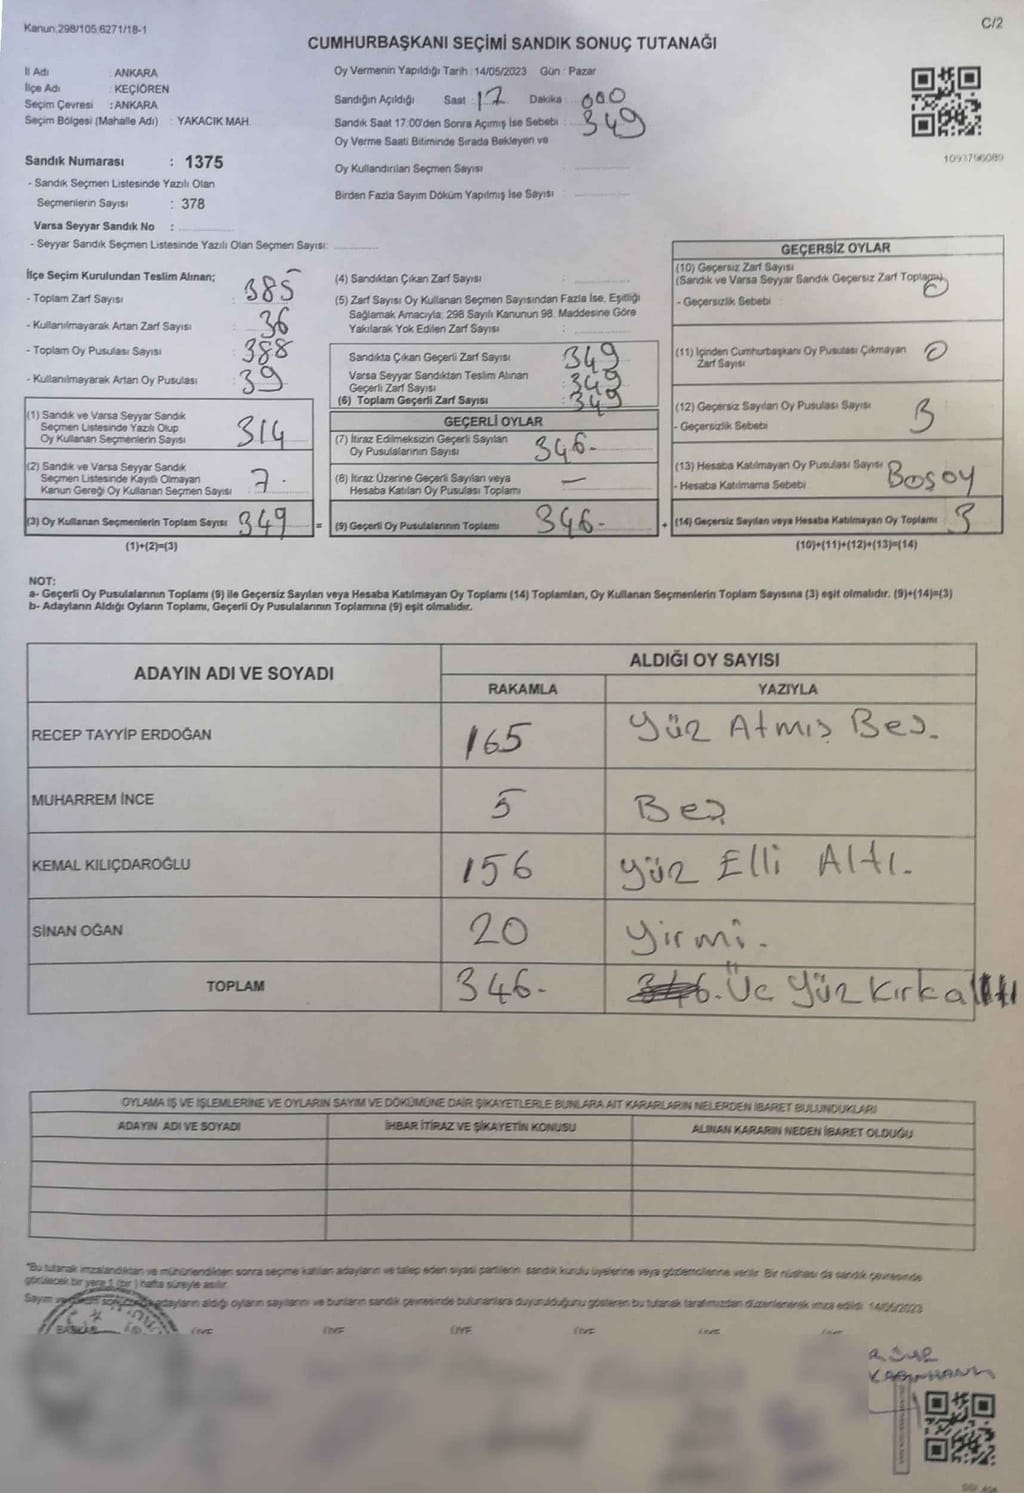 Kanun:298/105;6271/18-1
C/2
CUMHURBAŞKANI SEÇİMİ SANDIK SONUÇ TUTANAĞI
İl Adı : ANKARA
İlçe Adı : KEÇİÖREN
Seçim Çevresi : ANKARA
Seçim Bölgesi (Mahalle Adı) : YAKACIK MAH.
Sandık Numarası : 1375
- Sandık Seçmen Listesinde Yazılı Olan
Seçmenlerin Sayısı : 378
Varsa Seyyar Sandık No :
- Seyyar Sandık Seçmen Listesinde Yazılı Olan Seçmen Sayısı:
Oy Vermenin Yapıldığı Tarih : 14/05/2023 Gün : Pazar
Sandığın Açıldığı Saat : 17 Dakika : 000
Sandık Saat 17:00'den Sonra Açımış İse Sebebi : 349
Oy Verme Saati Bitiminde Sırada Bekleyen ve
Oy Kullandırılan Seçmen Sayısı :
Birden Fazla Sayım Döküm Yapılmış İse Sayısı :
1093796089
İlçe Seçim Kurulundan Teslim Alınan;
- Toplam Zarf Sayısı : 385
- Kullanılmayarak Artan Zarf Sayısı : 36
- Toplam Oy Pusulası Sayısı : 388
- Kullanılmayarak Artan Oy Pusulası : 39
(1) Sandık ve Varsa Seyyar Sandık
Seçmen Listesinde Yazılı Olup
Oy Kullanan Seçmenlerin Sayısı 314
(2) Sandık ve Varsa Seyyar Sandık
Seçmen Listesinde Kayıtlı Olmayan
Kanun Gereği Oy Kullanan Seçmen Sayısı 7.
(3) Oy Kullanan Seçmenlerin Toplam Sayısı 349 =
(1)+(2)=(3)
(4) Sandıktan Çıkan Zarf Sayısı :
(5) Zarf Sayısı Oy Kullanan Seçmen Sayısından Fazla İse, Eşitliği
Sağlamak Amacıyla; 298 Sayılı Kanunun 98. Maddesine Göre
Yakılarak Yok Edilen Zarf Sayısı :
Sandıkta Çıkan Geçerli Zarf Sayısı : 349
Varsa Seyyar Sandıktan Teslim Alınan
Geçerli Zarf Sayısı : 349
(6) Toplam Geçerli Zarf Sayısı : 349
GEÇERLİ OYLAR
(7) İtiraz Edilmeksizin Geçerli Sayılan
Oy Pusulalarının Sayısı 346-
(8) İtiraz Üzerine Geçerli Sayılan veya
Hesaba Katılan Oy Pusulası Toplamı —
(9) Geçerli Oy Pusulalarının Toplamı 346- +
GEÇERSİZ OYLAR
(10) Geçersiz Zarf Sayısı
(Sandık ve Varsa Seyyar Sandık Geçersiz Zarf Toplamı) 0
- Geçersizlik Sebebi
(11) İçinden Cumhurbaşkanı Oy Pusulası Çıkmayan 0
Zarf Sayısı
(12) Geçersiz Sayılan Oy Pusulası Sayısı 3
- Geçersizlik Sebebi
(13) Hesaba Katılmayan Oy Pusulası Sayısı
- Hesaba Katılmama Sebebi Boşoy
(14) Geçersiz Sayılan veya Hesaba Katılmayan Oy Toplamı 3
(10)+(11)+(12)+(13)=(14)
NOT:
a- Geçerli Oy Pusulalarının Toplamı (9) ile Geçersiz Sayılan veya Hesaba Katılmayan Oy Toplamı (14) Toplamları, Oy Kullanan Seçmenlerin Toplam Sayısına (3) eşit olmalıdır. (9)+(14)=(3)
b- Adayların Aldığı Oyların Toplamı, Geçerli Oy Pusulalarının Toplamına (9) eşit olmalıdır.
ADAYIN ADI VE SOYADI
ALDIĞI OY SAYISI
RAKAMLA YAZIYLA
RECEP TAYYİP ERDOĞAN 165 Yüz Atmış Beş.
MUHARREM İNCE 5 Beş
KEMAL KILIÇDAROĞLU 156 Yüz Elli Altı.
SİNAN OĞAN 20 Yirmi.
TOPLAM 346- 346. Üç Yüz Kırk altı
OYLAMA İŞ VE İŞLEMLERİNE VE OYLARIN SAYIM VE DÖKÜMÜNE DAİR ŞİKAYETLERLE BUNLARA AİT KARARLARIN NELERDEN İBARET BULUNDUKLARI
ADAYIN ADI VE SOYADI İHBAR İTİRAZ VE ŞİKAYETİN KONUSU ALINAN KARARIN NEDEN İBARET OLDUĞU
*Bu tutanak imzalandıktan ve mühürlendikten sonra seçime katılan adayların ve talep eden siyasi partilerin sandık kurulu üyelerine veya gözlemcilerine verilir. Bir nüshası da sandık çevresinde
görülecek bir yere 1 (bir ) hafta süreyle asılır.
Sayım ve döküm sonucunda adayların aldığı oyların sayılarını ve bunların sandık çevresinde bulunanlara duyurulduğunu gösteren bu tutanak tarafımızdan düzenlenerek imza edildi. 14/05/2023
BAŞKAN ÜYE ÜYE ÜYE ÜYE ÜYE ÜYE